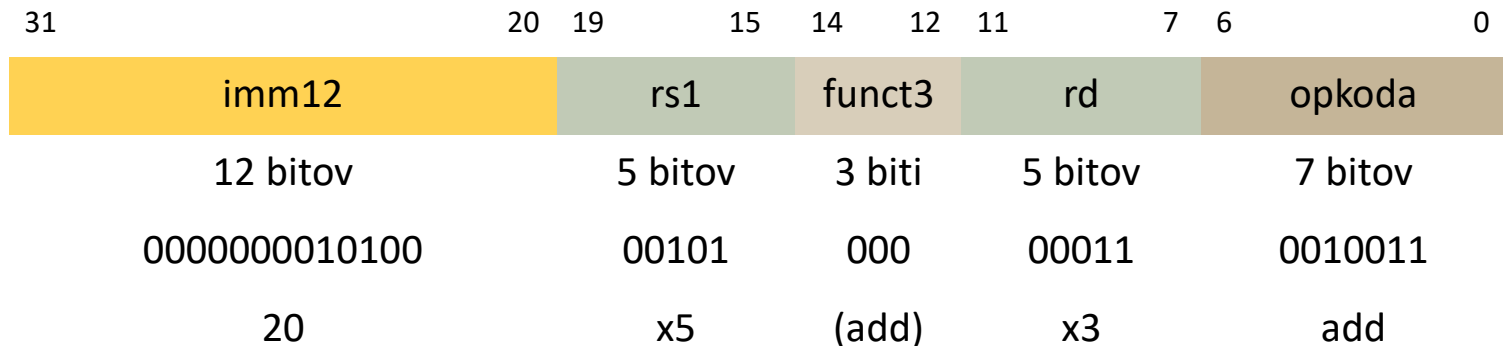 31 20 19 15 14 12 11 7 6 0
imm12 rs1 funct3 rd opkoda
12 bitov 5 bitov 3 biti 5 bitov 7 bitov
0000000010100 00101 000 00011 0010011
20 x5 (add) x3 add